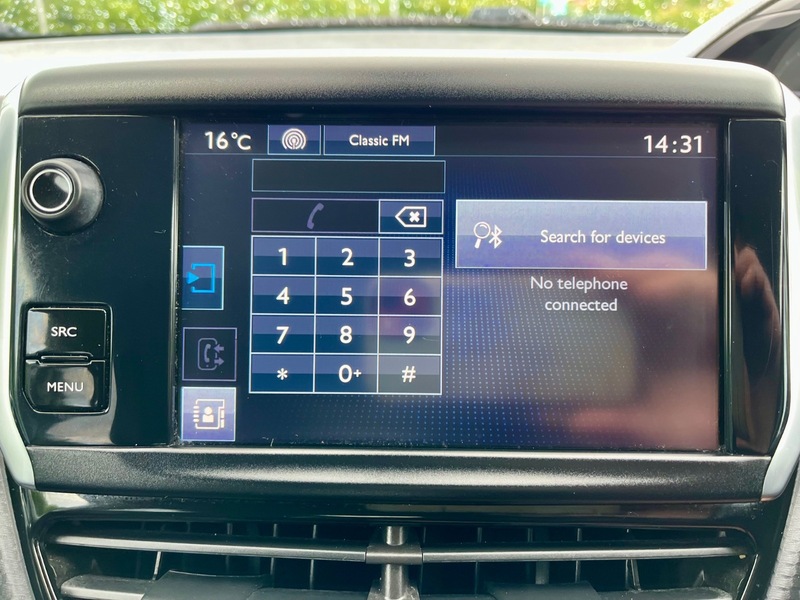 16°C
Classic FM
14:31
1 2 3
4 5 6
7 8 9
* 0+ #
Search for devices
No telephone
connected
SRC
MENU